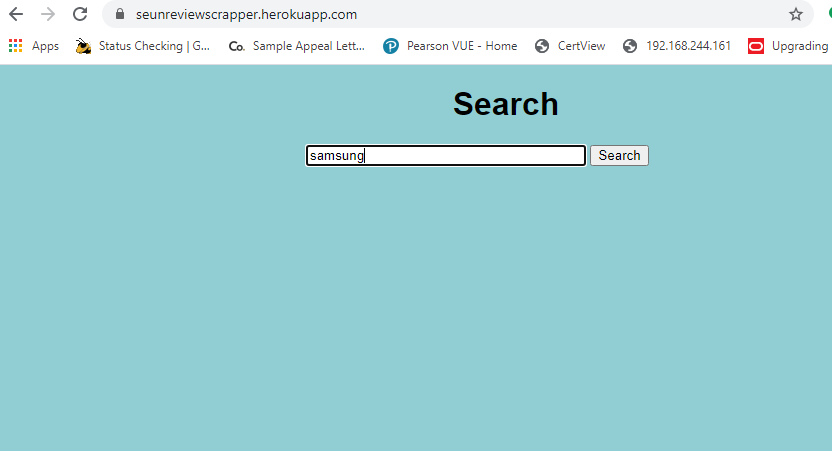 seunreviewscrapper.herokuapp.com
Apps Status Checking | G... Co. Sample Appeal Lett... Pearson VUE - Home CertView 192.168.244.161 Upgrading
Search
samsung Search